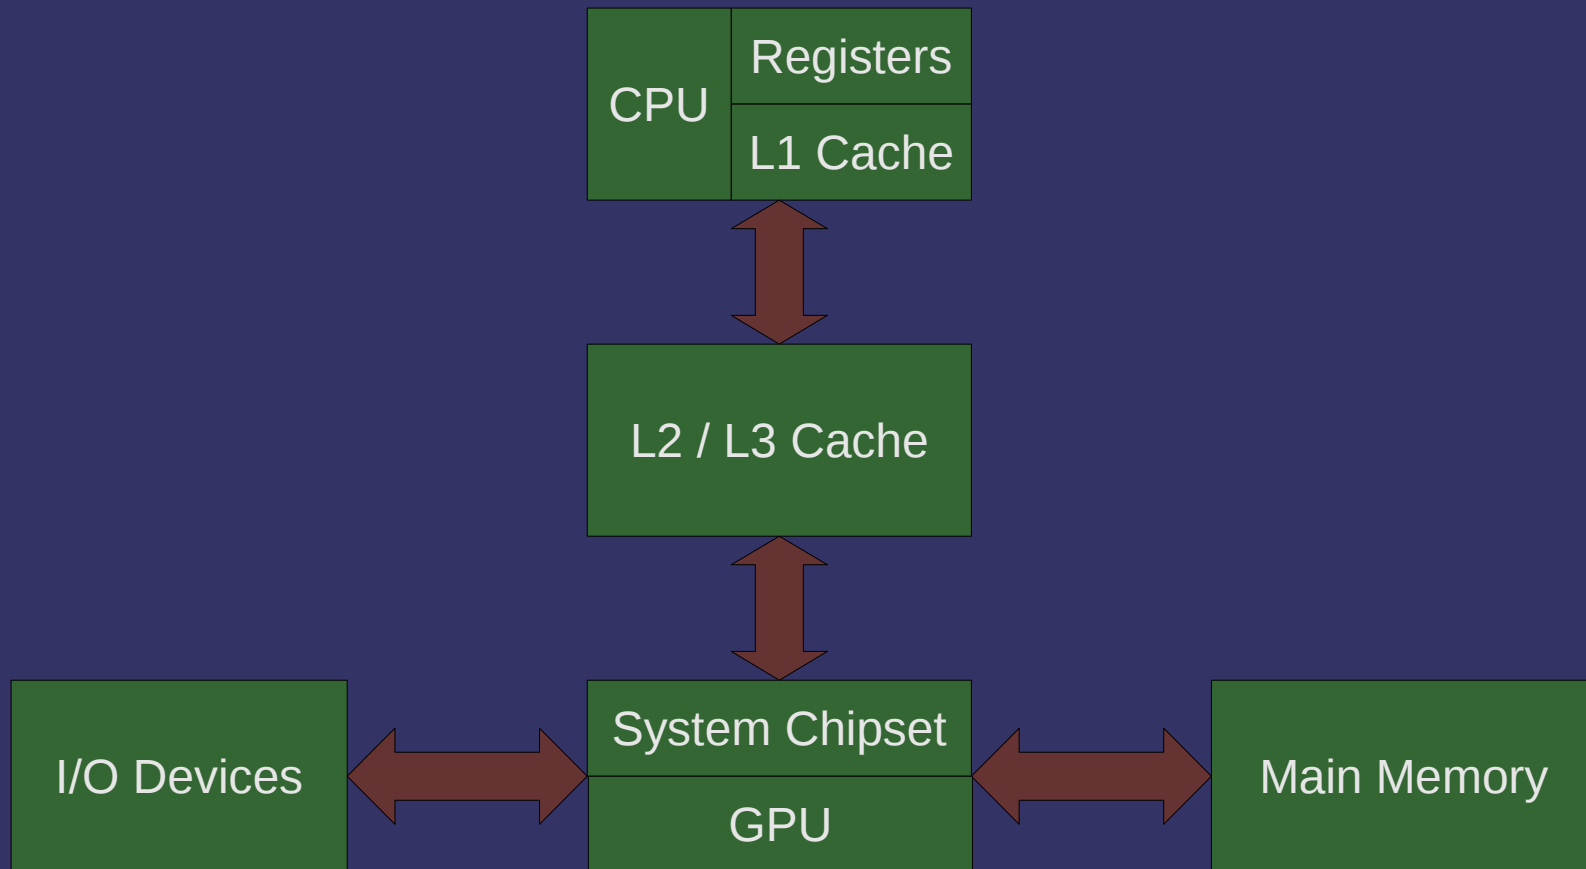 CPU
Registers
L1 Cache
L2 / L3 Cache
I/O Devices
System Chipset
GPU
Main Memory